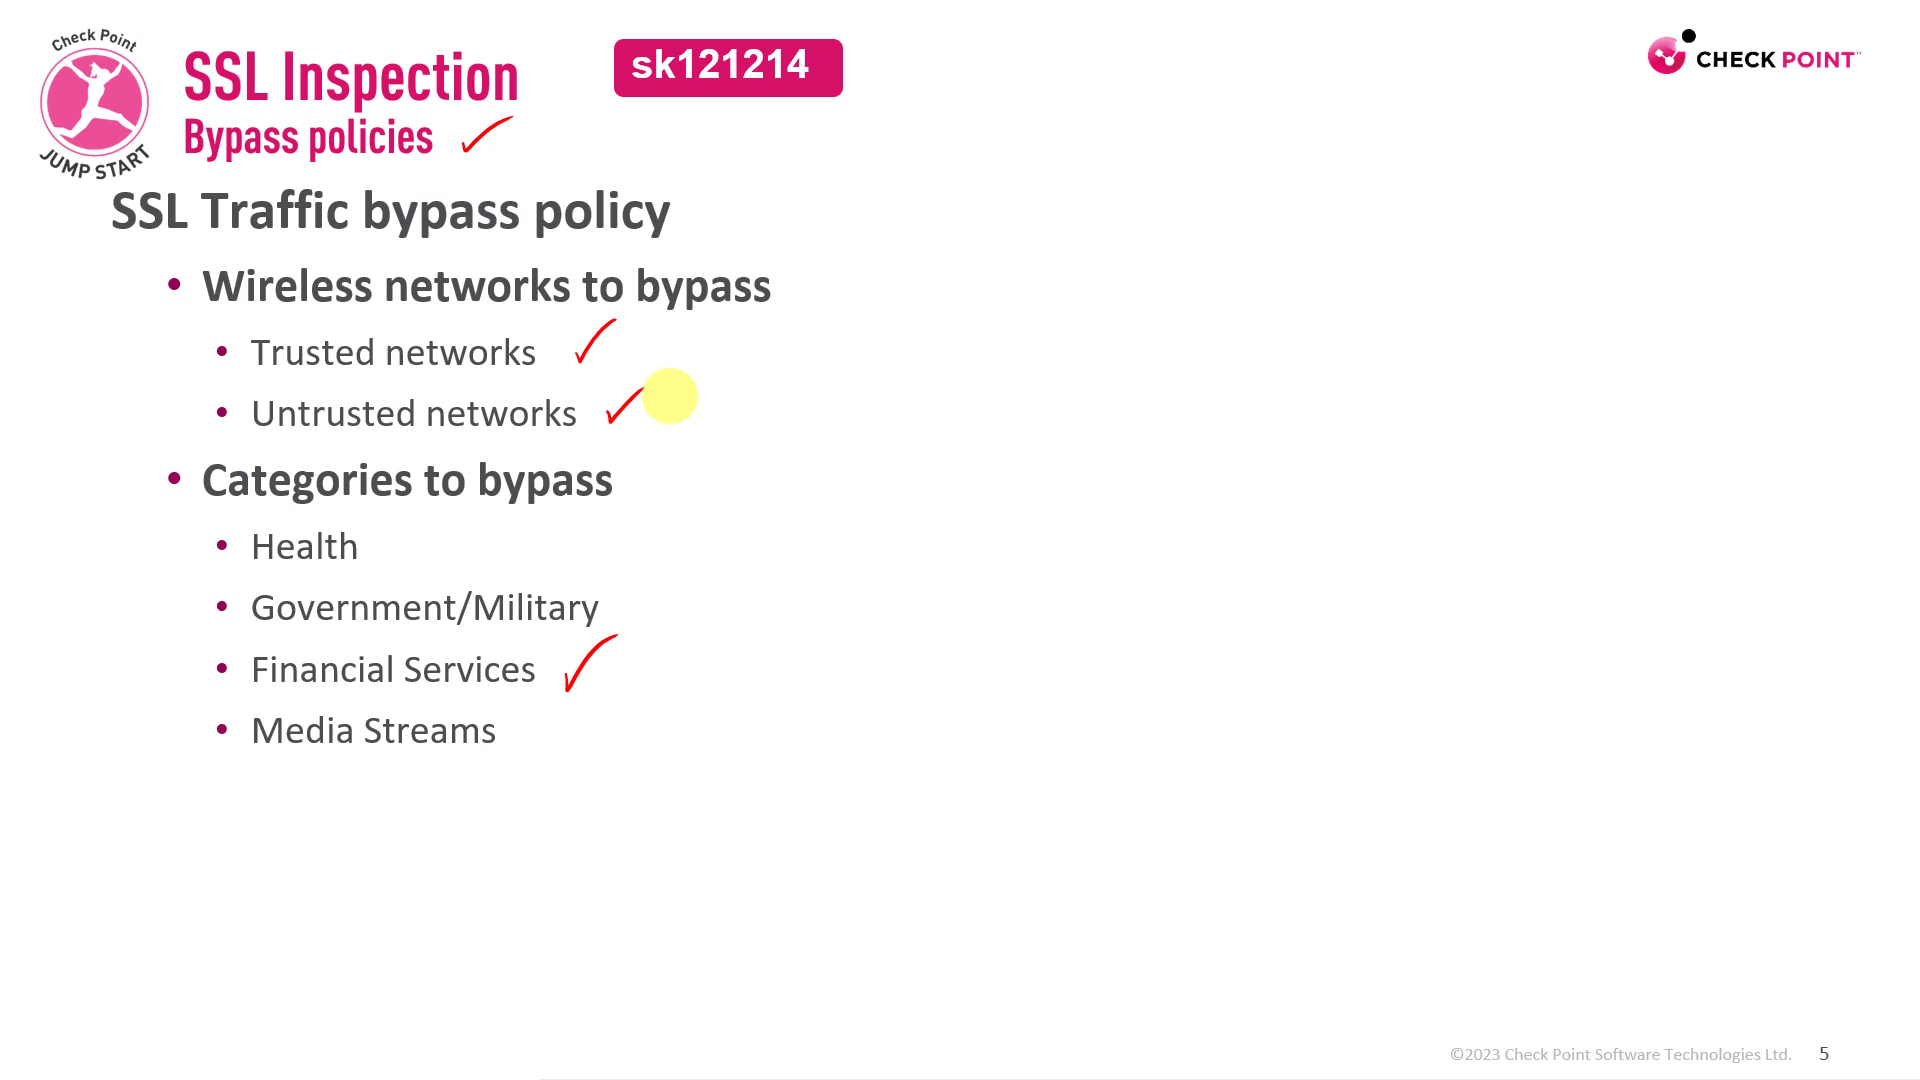 Check Point
JUMP START
SSL Inspection
sk121214
CHECK POINT™
Bypass policies
SSL Traffic bypass policy
• Wireless networks to bypass
• Trusted networks
• Untrusted networks
• Categories to bypass
• Health
• Government/Military
• Financial Services
• Media Streams
©2023 Check Point Software Technologies Ltd. 5